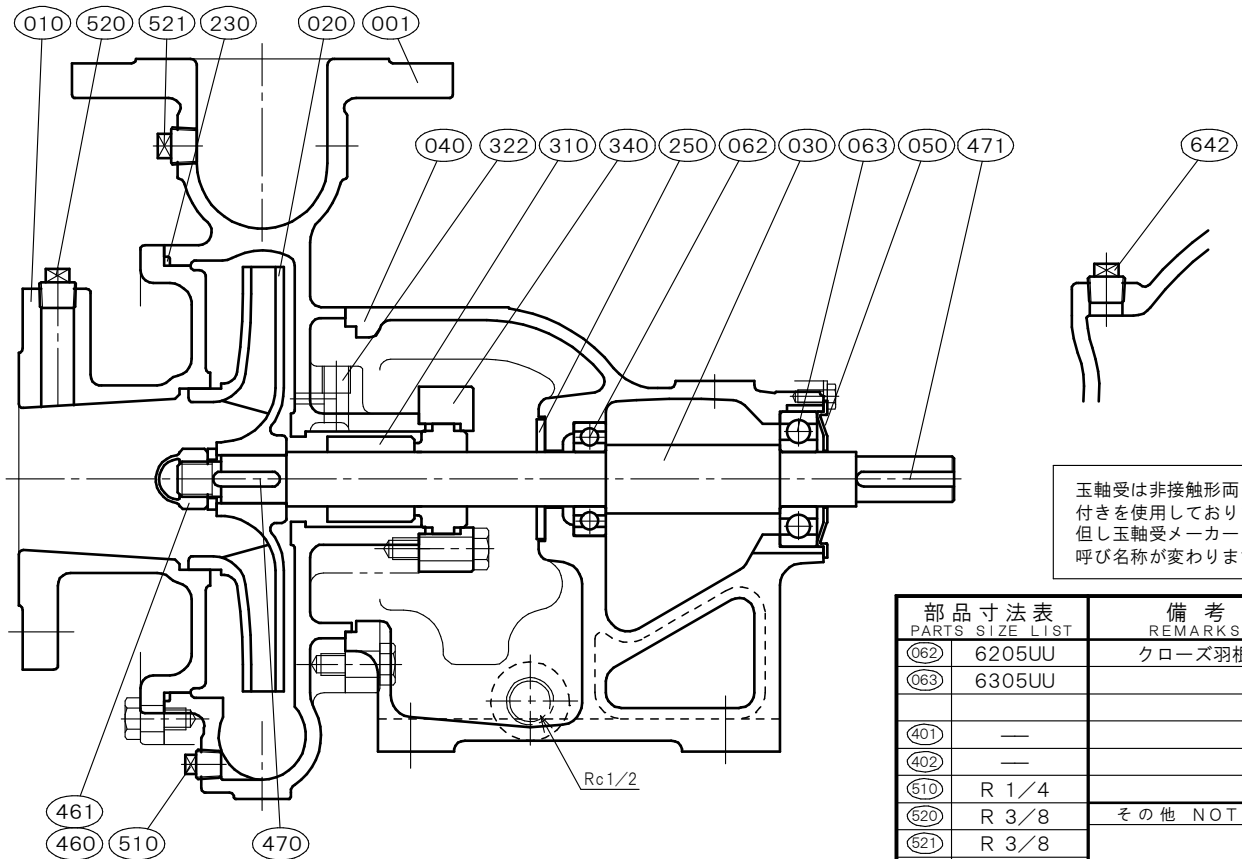 010 520 521 230 020 001
040 322 310 340 250 062 030 063 050 471 642
玉軸受は非接触形両
付きを使用しており
但し玉軸受メーカー
呼び名称が変わりま
部品寸法表 備考
PARTS SIZE LIST REMARKS
062 6205UU クローズ羽根
063 6305UU
401 —
402 —
510 R 1/4
520 R 3/8 その他 NOT
521 R 3/8
Rc1/2
461
460 510 470